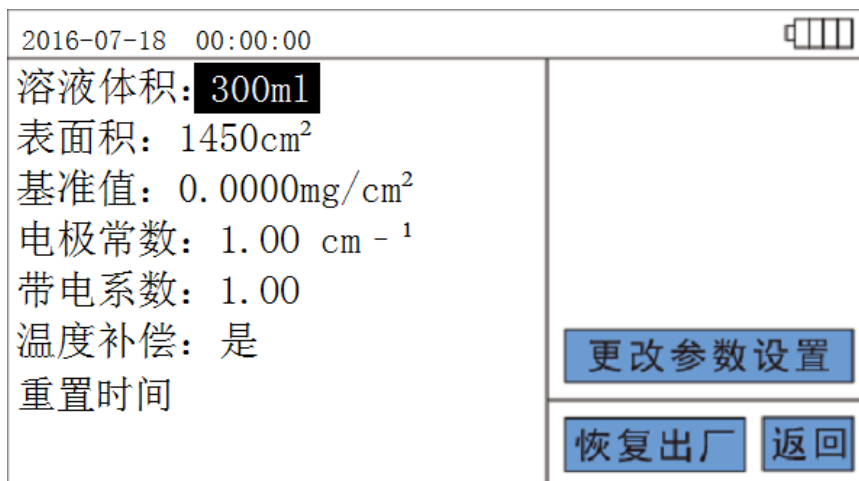 2016-07-18 00:00:00
溶液体积：300ml
表面积：1450cm²
基准值：0.0000mg/cm²
电极常数：1.00 cm-¹
带电系数：1.00
温度补偿：是
重置时间
更改参数设置
恢复出厂 返回